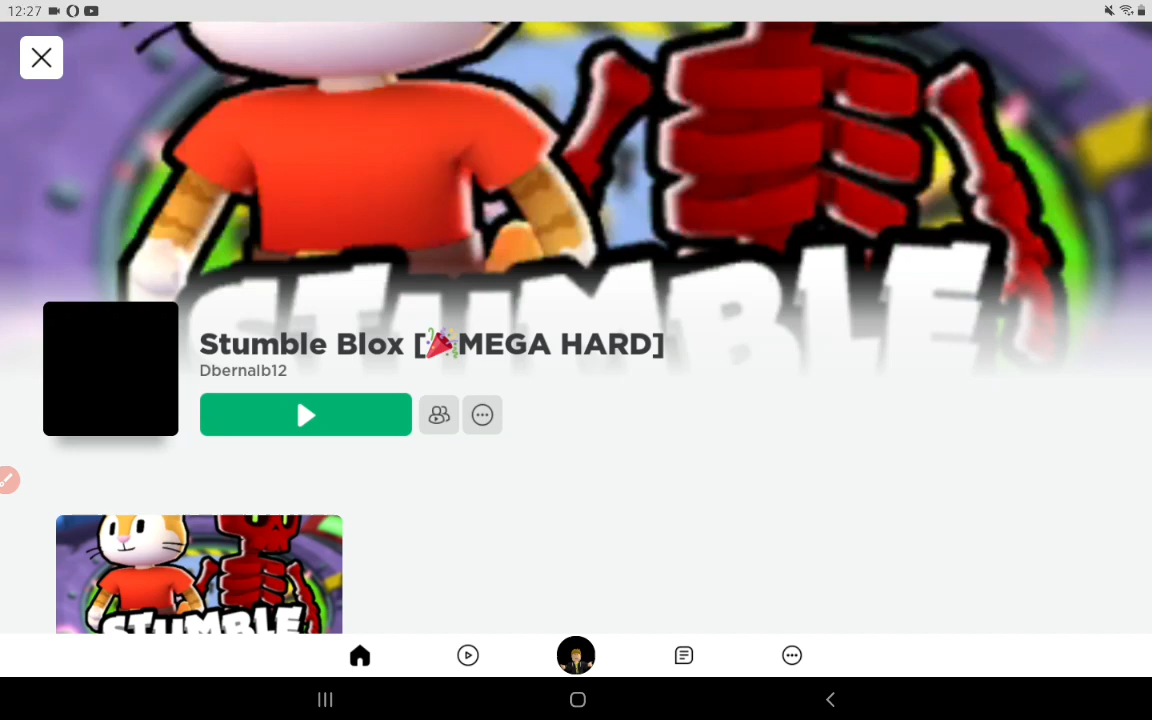 12:27
STUMBLE
Stumble Blox [🎉MEGA HARD]
Dbernalb12
STUMBLE